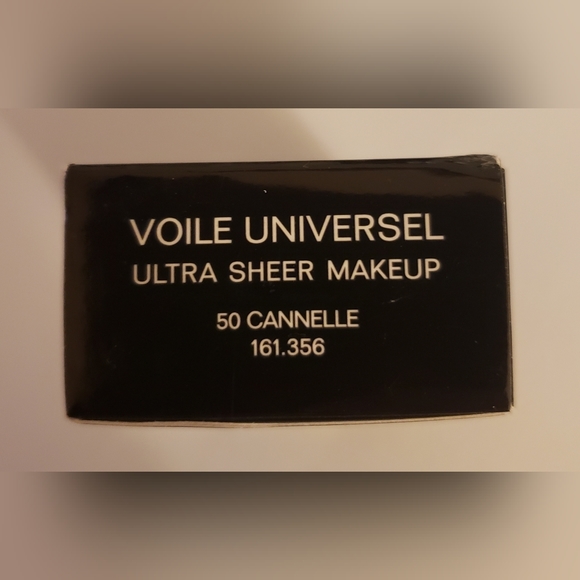 VOILE UNIVERSEL
ULTRA SHEER MAKEUP
50 CANNELLE
161.356